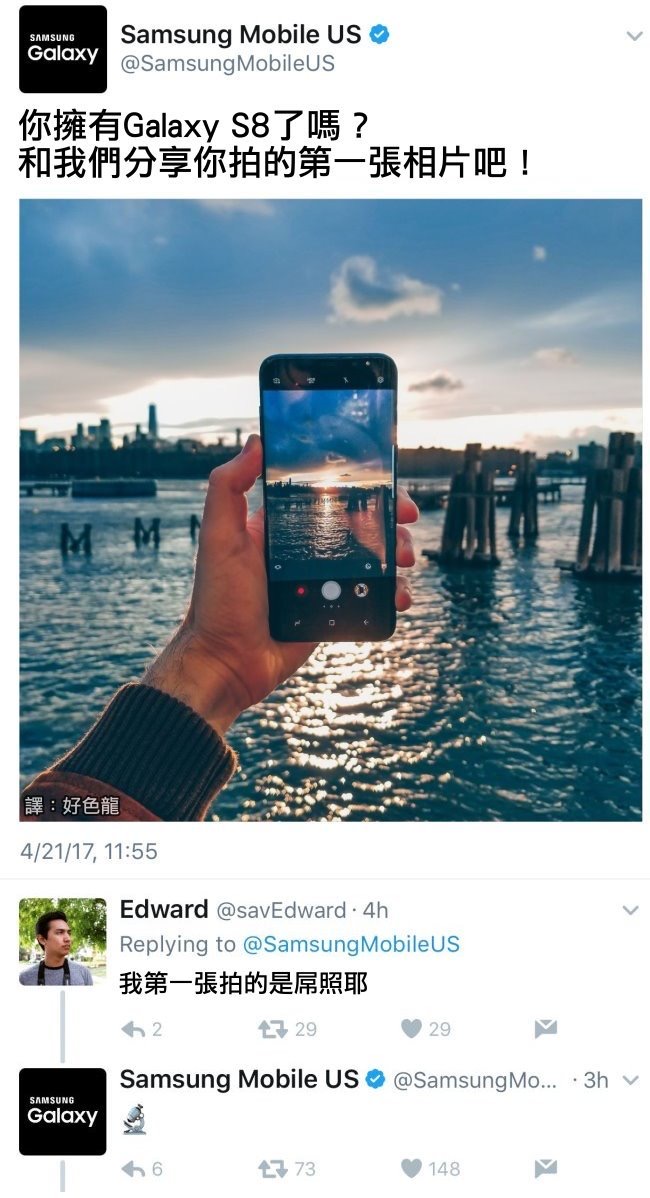 SAMSUNG
Galaxy
Samsung Mobile US
@SamsungMobileUS
你擁有Galaxy S8了嗎？
和我們分享你拍的第一張相片吧！
譯：好色龍
4/21/17, 11:55
Edward @savEdward · 4h
Replying to @SamsungMobileUS
我第一張拍的是屌照耶
2 29 29
SAMSUNG
Galaxy
Samsung Mobile US @SamsungMo... · 3h
6 73 148